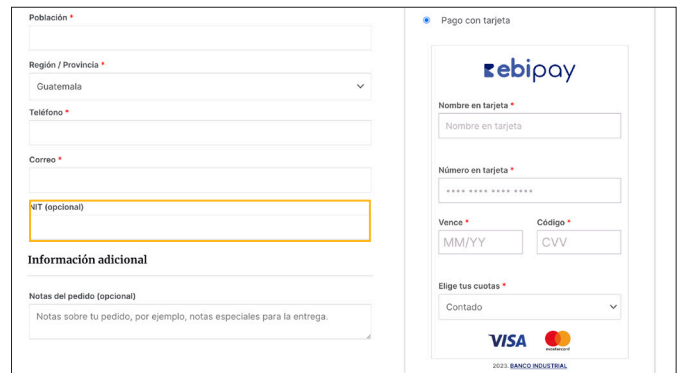 Población *
Región / Provincia *
Guatemala
Teléfono *
Correo *
NIT (opcional)
Información adicional
Notas del pedido (opcional)
Notas sobre tu pedido, por ejemplo, notas especiales para la entrega.
Pago con tarjeta
ebipay
Nombre en tarjeta *
Nombre en tarjeta
Número en tarjeta *
**** **** **** ****
Vence *
Código *
MM/YY
CVV
Elige tus cuotas *
Contado
VISA
mastercard
2023. BANCO INDUSTRIAL